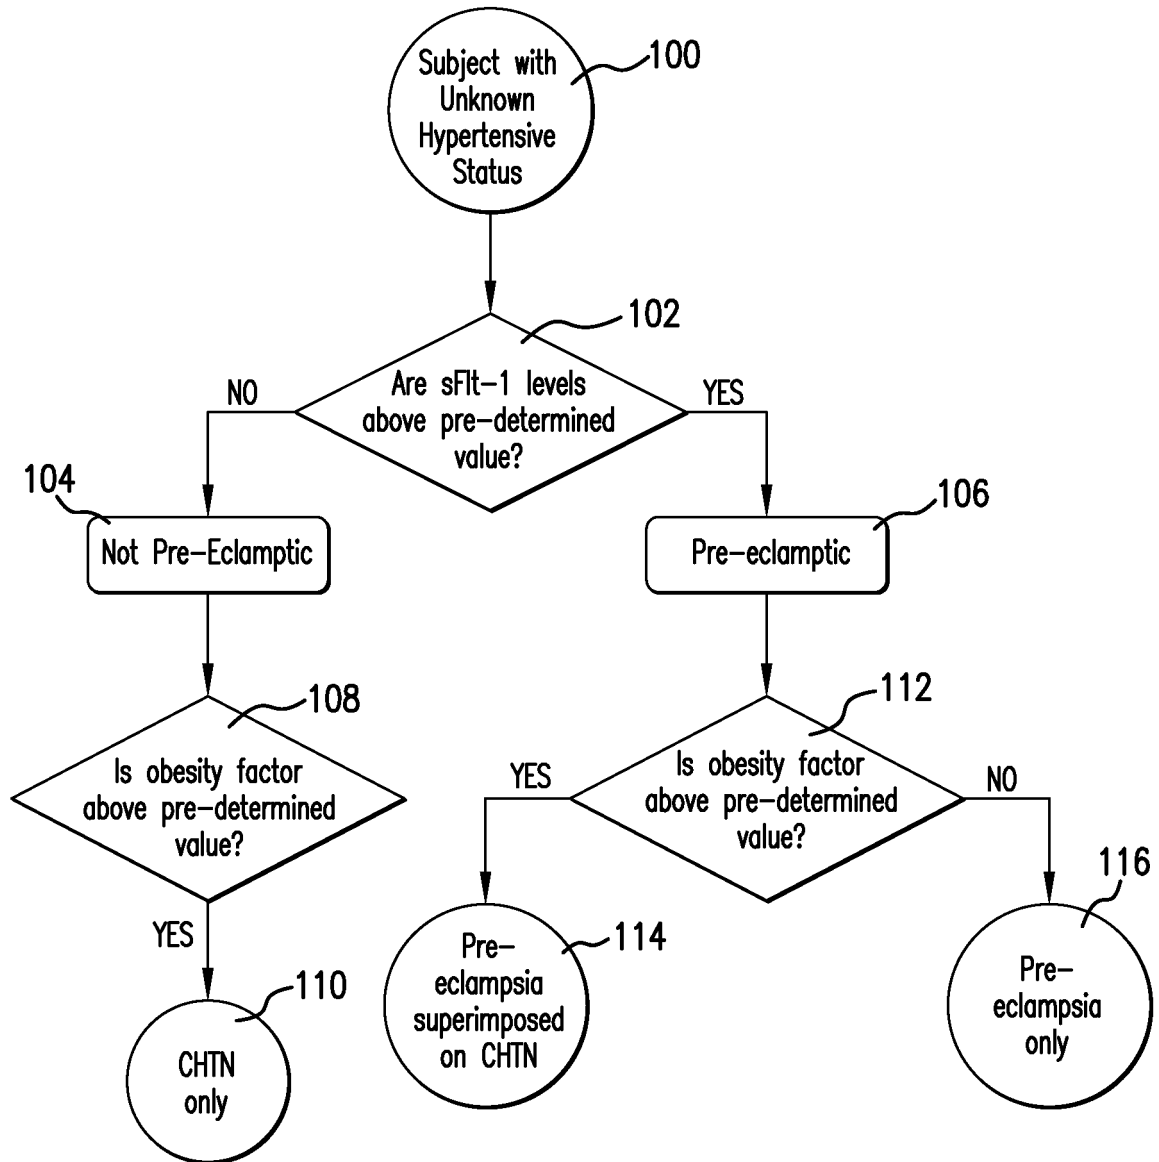 Subject with
Unknown
Hypertensive
Status
100
102
Are sFlt-1 levels
above pre-determined
value?
NO
YES
104
Not Pre-Eclamptic
106
Pre-eclamptic
108
Is obesity factor
above pre-determined
value?
112
Is obesity factor
above pre-determined
value?
YES
NO
YES
110
CHTN
only
114
Pre-
eclampsia
superimposed
on CHTN
116
Pre-
eclampsia
only